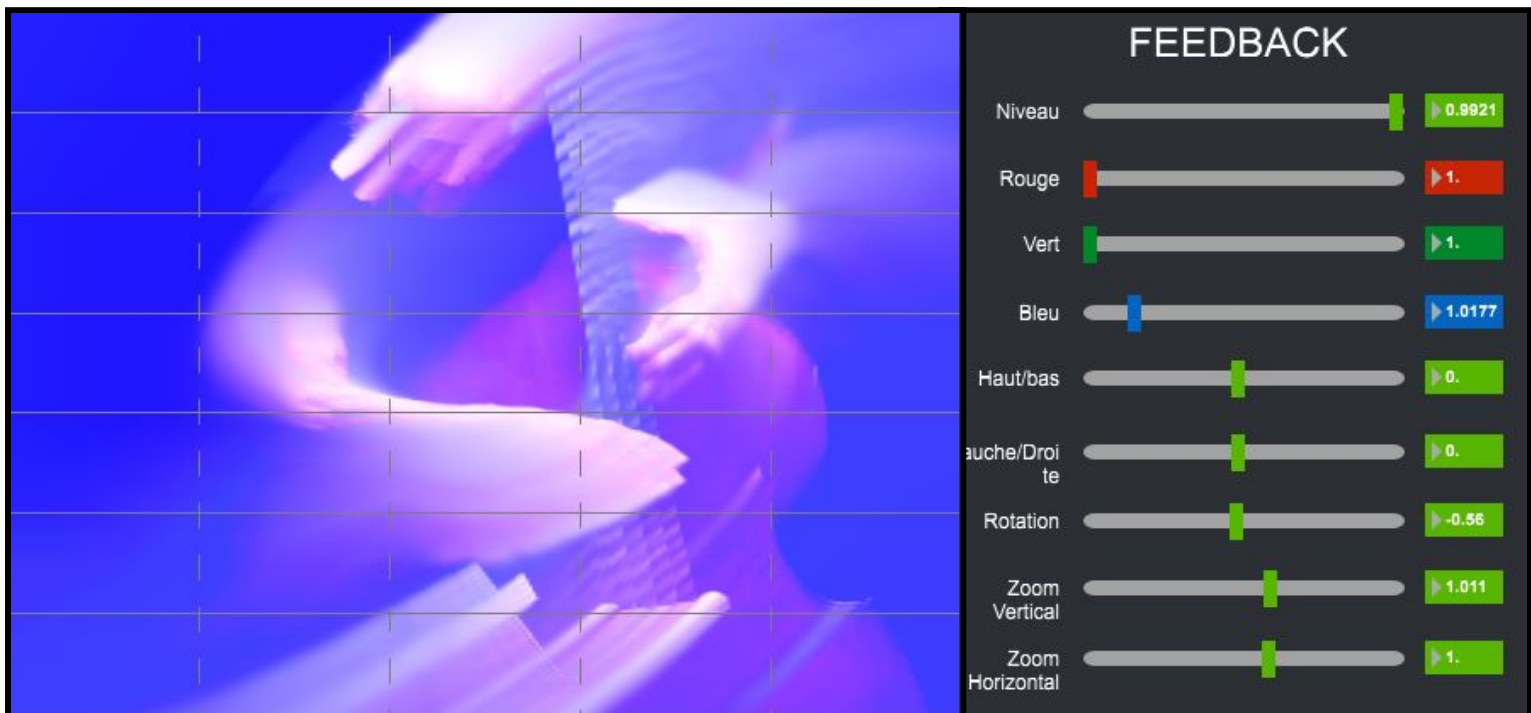 FEEDBACK
Niveau 0.9921
Rouge 1.
Vert 1.
Bleu 1.0177
Haut/bas 0.
auche/Droi 0.
te
Rotation -0.56
Zoom 1.011
Vertical
Zoom 1.
Horizontal